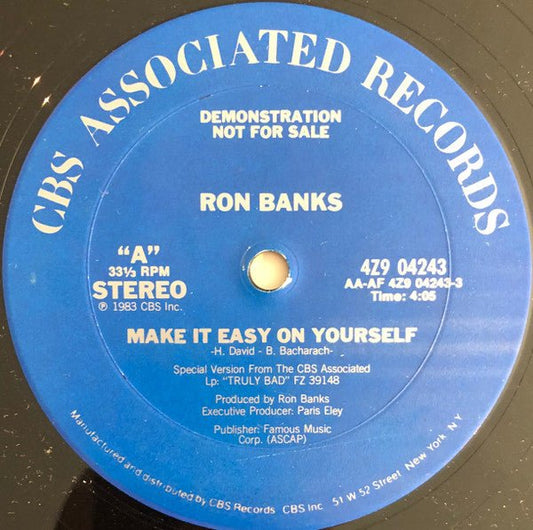 CBS ASSOCIATED RECORDS
DEMONSTRATION
NOT FOR SALE
RON BANKS
"A"
33⅓ RPM
STEREO
℗ 1983 CBS Inc.
4Z9 04243
AA-AF 4Z9 04243-3
Time: 4:05
MAKE IT EASY ON YOURSELF
-H. David - B. Bacharach-
Special Version From The CBS Associated
Lp: "TRULY BAD" FZ 39148
Produced by Ron Banks
Executive Producer: Paris Eley
Publisher: Famous Music
Corp. (ASCAP)
Manufactured and distributed by CBS Records CBS Inc. 51 W 52 Street New York, N Y